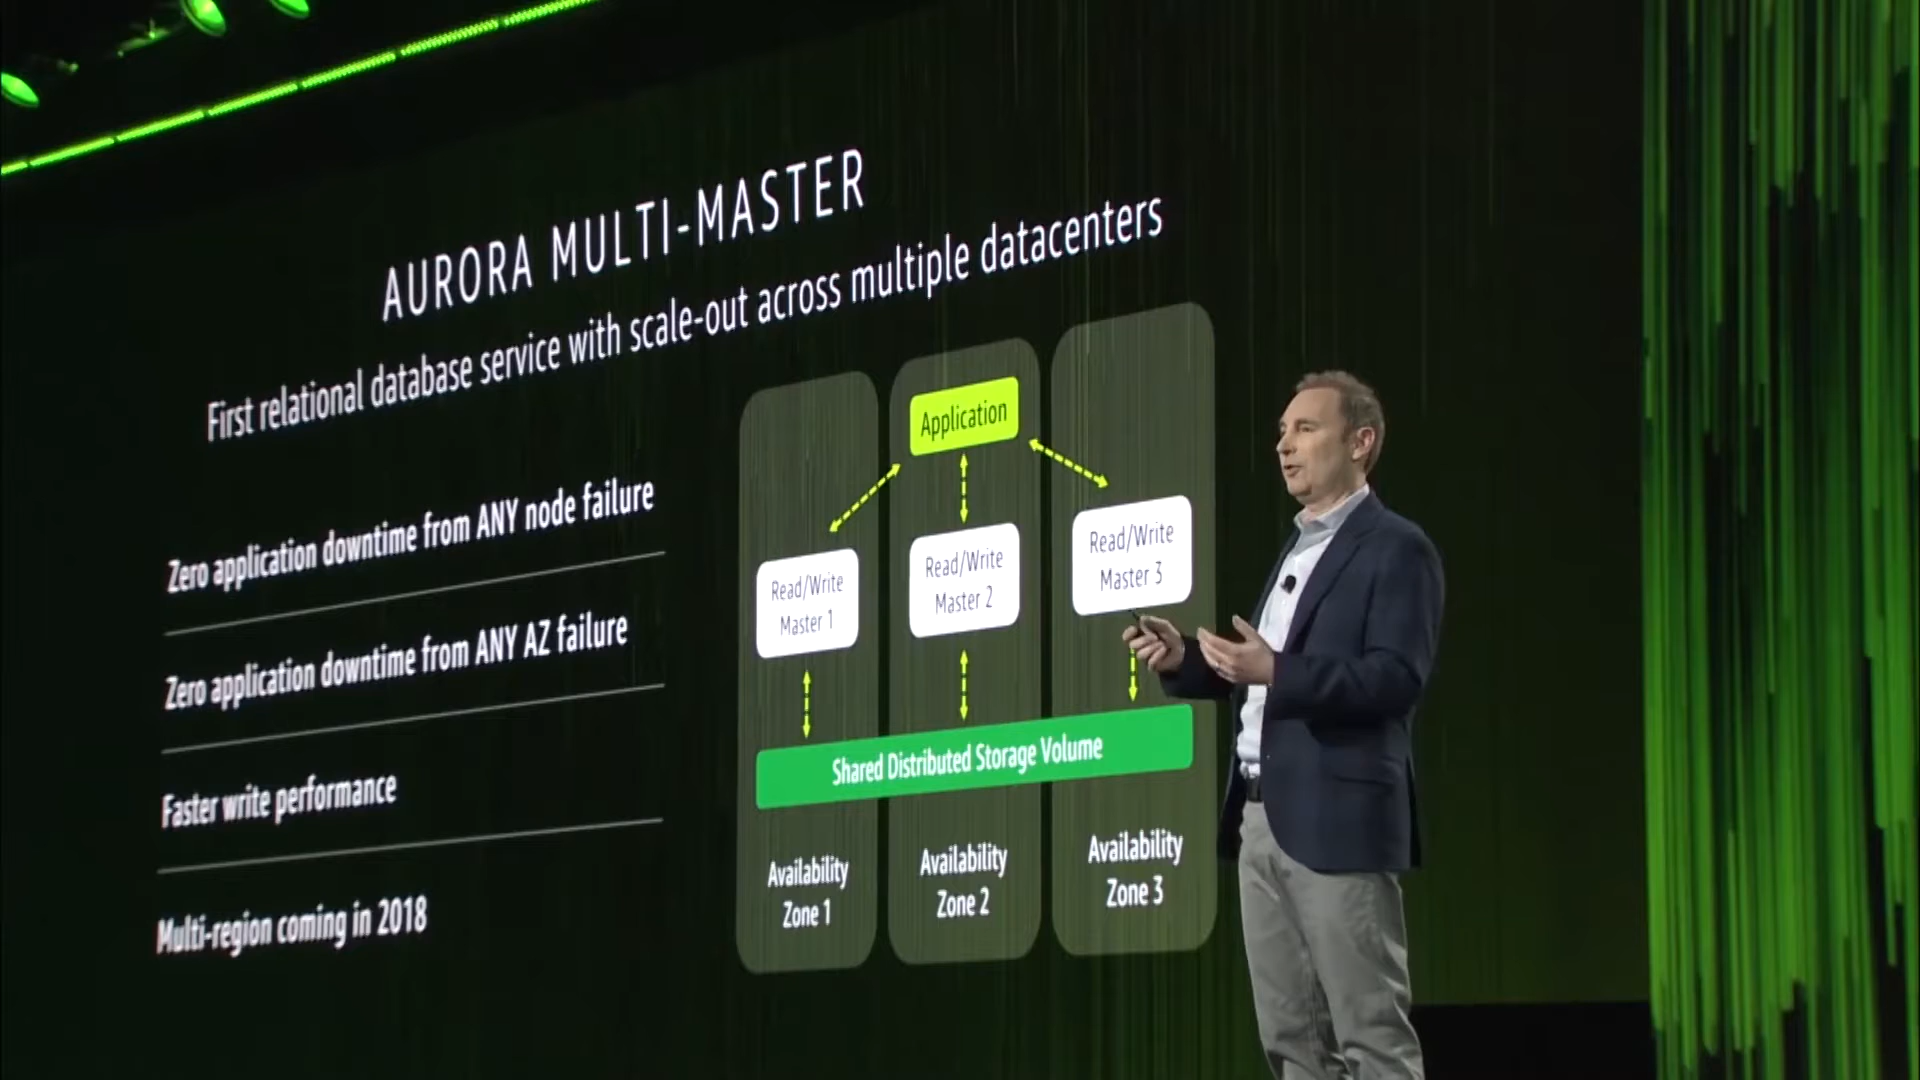 AURORA MULTI-MASTER
First relational database service with scale-out across multiple datacenters
Zero application downtime from ANY node failure
Zero application downtime from ANY AZ failure
Faster write performance
Multi-region coming in 2018
Application
Read/Write
Master 1
Read/Write
Master 2
Read/Write
Master 3
Shared Distributed Storage Volume
Availability
Zone 1
Availability
Zone 2
Availability
Zone 3